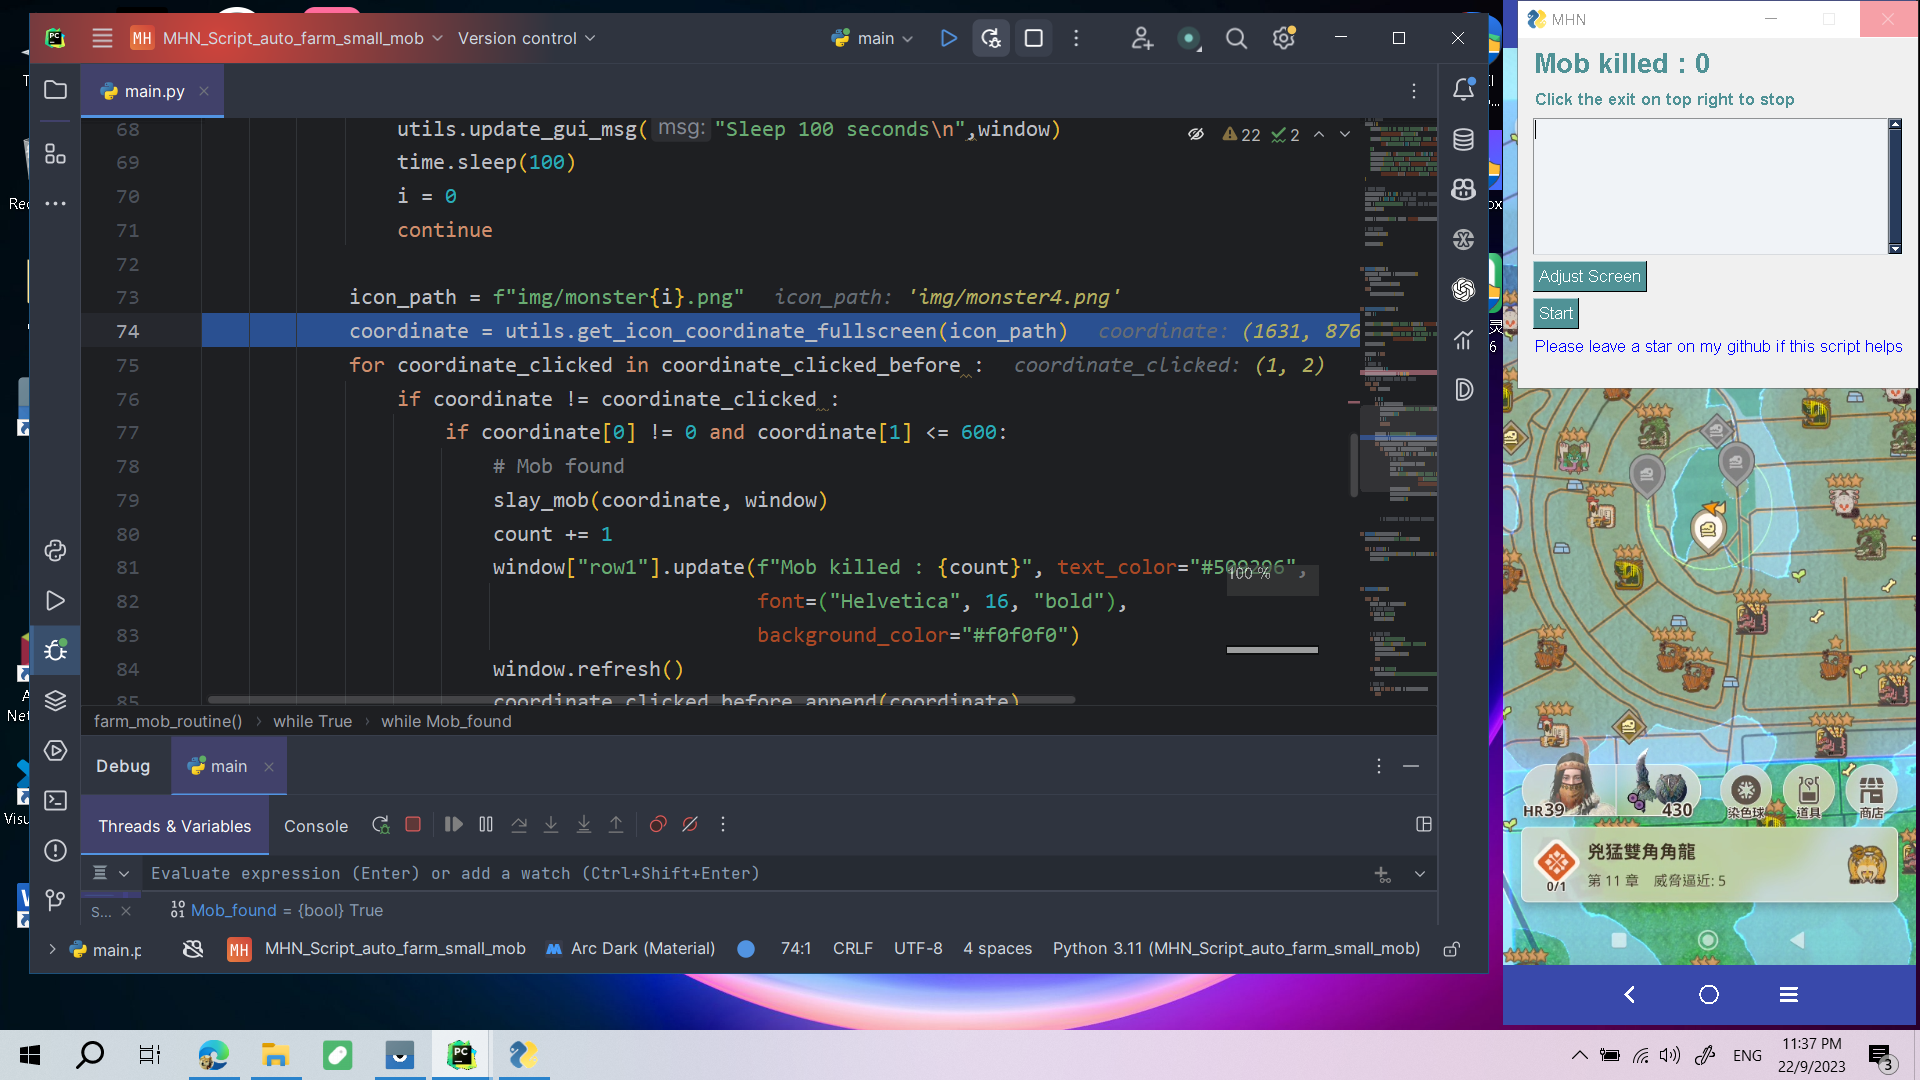 MH MHN_Script_auto_farm_small_mob Version control main
main.py
68 utils.update_gui_msg( msg: "Sleep 100 seconds\n",window) 22 2
69 time.sleep(100)
70 i = 0
71 continue
72
73 icon_path = f"img/monster{i}.png" icon_path: 'img/monster4.png'
74 coordinate = utils.get_icon_coordinate_fullscreen(icon_path) coordinate: (1631, 876
75 for coordinate_clicked in coordinate_clicked_before : coordinate_clicked: (1, 2)
76 if coordinate != coordinate_clicked :
77 if coordinate[0] != 0 and coordinate[1] <= 600:
78 # Mob found
79 slay_mob(coordinate, window)
80 count += 1
81 window["row1"].update(f"Mob killed : {count}", text_color="#509296",
100 %
82 font=("Helvetica", 16, "bold"),
83 background_color="#f0f0f0")
84 window.refresh()
85 coordinate_clicked_before.append(coordinate)
farm_mob_routine() › while True › while Mob_found
Debug main
Threads & Variables Console
Evaluate expression (Enter) or add a watch (Ctrl+Shift+Enter)
S... Mob_found = {bool} True
main.p MH MHN_Script_auto_farm_small_mob Arc Dark (Material) 74:1 CRLF UTF-8 4 spaces Python 3.11 (MHN_Script_auto_farm_small_mob)
MHN
Mob killed : 0
Click the exit on top right to stop
Adjust Screen
Start
Please leave a star on my github if this script helps
HR39 430 染色球 道具 商店
兇猛雙角角龍
0/1 第 11 章 威脅逼近: 5
Rec
Net
Visu
ENG
11:37 PM
22/9/2023
3